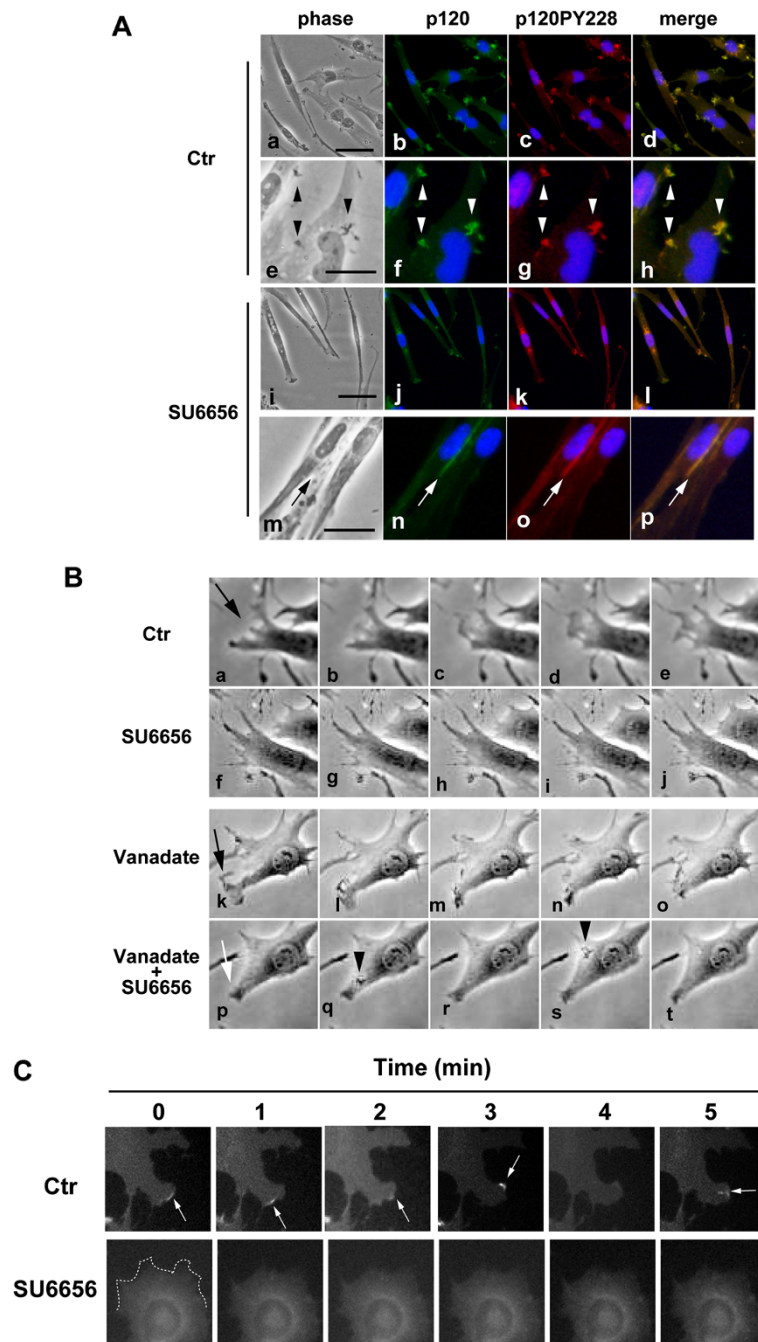 A
phase p120 p120PY228 merge
Ctr
a b c d
e f g h
SU6656
i j k l
m n o p
B
Ctr
a b c d e
SU6656
f g h i j
Vanadate
k l m n o
Vanadate
+
SU6656
p q r s t
C
Time (min)
0 1 2 3 4 5
Ctr
SU6656